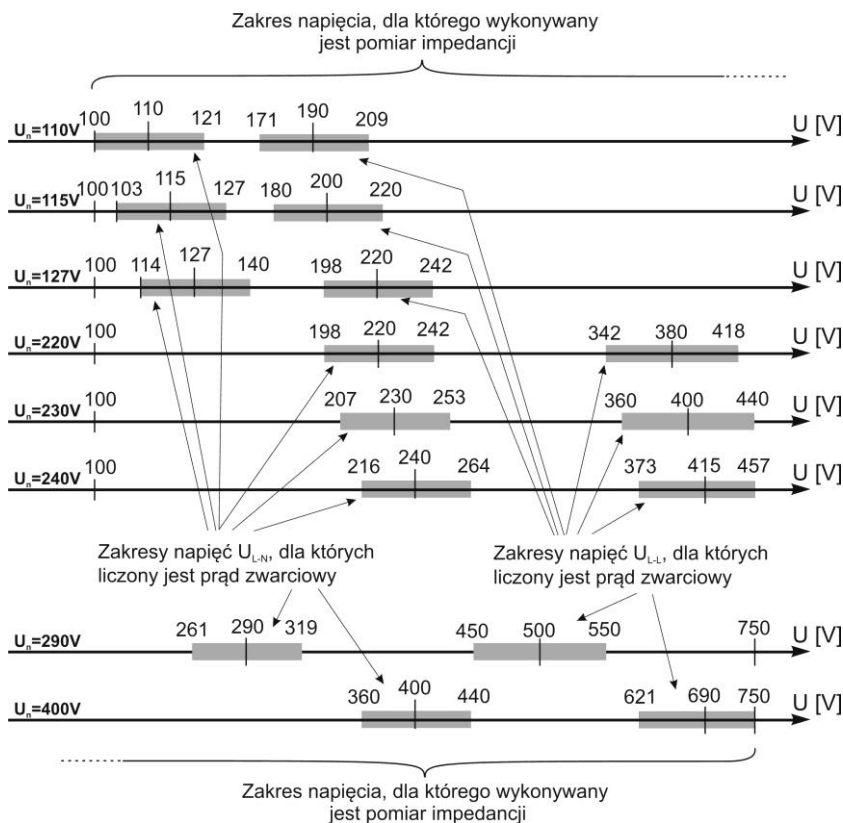 Zakres napięcia, dla którego wykonywany
jest pomiar impedancji
100 110 121 171 190 209 U [V]
Uₙ=110V
100 103 115 127 180 200 220 U [V]
Uₙ=115V
100 114 127 140 198 220 242 U [V]
Uₙ=127V
100 198 220 242 342 380 418 U [V]
Uₙ=220V
100 207 230 253 360 400 440 U [V]
Uₙ=230V
100 216 240 264 373 415 457 U [V]
Uₙ=240V
Zakresy napięć U_L-N, dla których
liczony jest prąd zwarciowy
Zakresy napięć U_L-L, dla których
liczony jest prąd zwarciowy
261 290 319 450 500 550 750 U [V]
Uₙ=290V
360 400 440 621 690 750 U [V]
Uₙ=400V
Zakres napięcia, dla którego wykonywany
jest pomiar impedancji